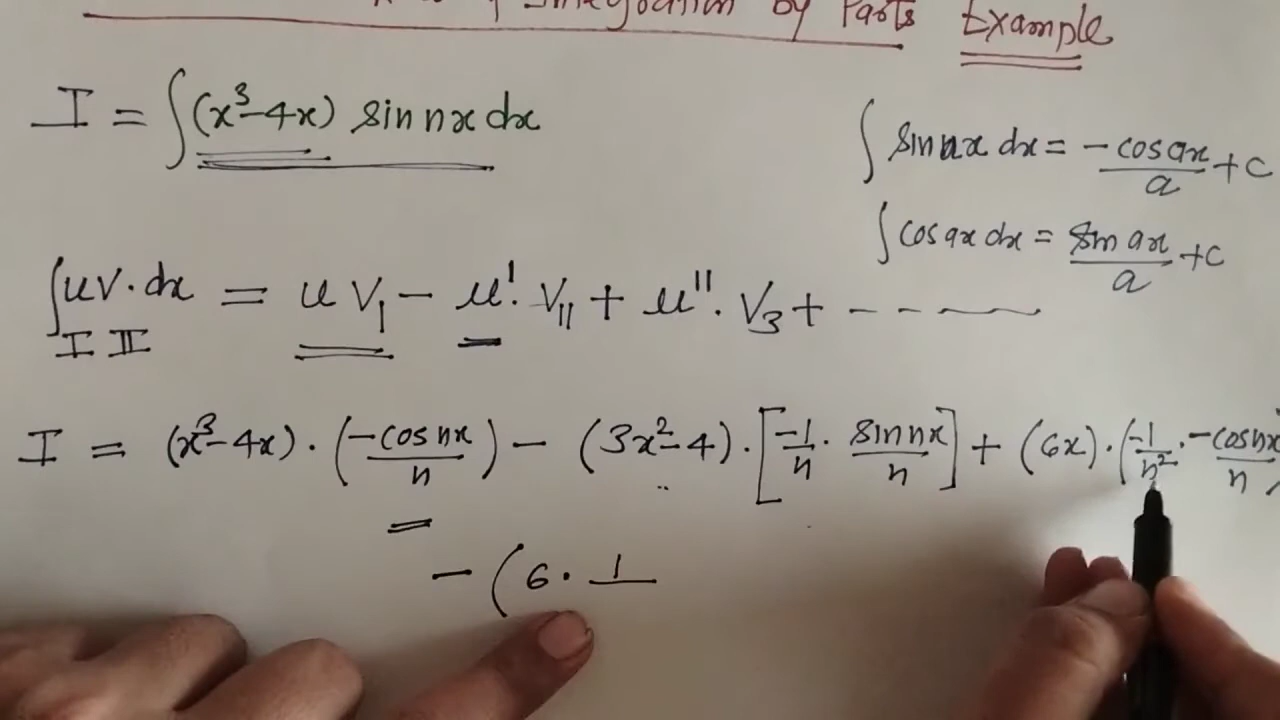 Integration by Parts Example
I = ∫(x³-4x) sin nx dx
∫ sin ax dx = -cos ax / a + c
∫ cos ax dx = sin ax / a + c
∫ uv·dx = u v₁ - u'·v₁₁ + u''·v₃ + - - - —
I II
I = (x³-4x)·(-cos nx / n) - (3x²-4)·[-1/n · sin nx / n] + (6x)·(-1/n² · -cos nx / n)
- (6 · 1